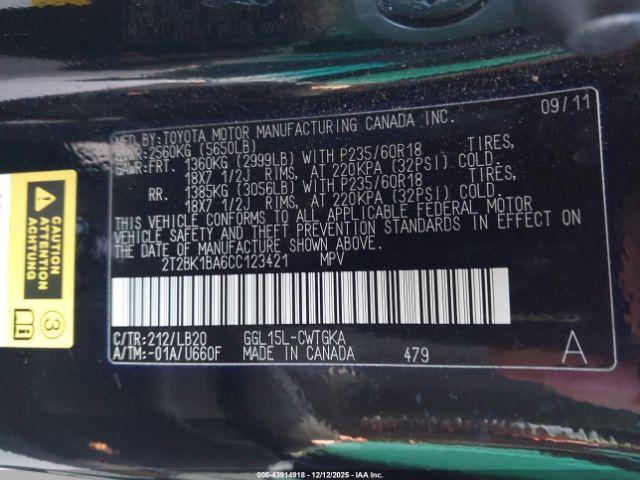 MFD.BY:TOYOTA MOTOR MANUFACTURING CANADA INC. 09/11
GVWR:2560KG (5650LB)
GAWR:FRT. 1360KG (2999LB) WITH P235/60R18 TIRES,
18X7 1/2J RIMS, AT 220KPA (32PSI) COLD.
RR. 1385KG (3056LB) WITH P235/60R18 TIRES,
18X7 1/2J RIMS, AT 220KPA (32PSI) COLD.
THIS VEHICLE CONFORMS TO ALL APPLICABLE FEDERAL MOTOR
VEHICLE SAFETY AND THEFT PREVENTION STANDARDS IN EFFECT ON
THE DATE OF MANUFACTURE SHOWN ABOVE.
2T2BK1BA6CC123421 MPV
C/TR:212/LB20 GGL15L-CWTGKA
A/TM:-01A/U660F MADE IN CANADA 479 A
CAUTION
ATTENTION
ACHTUNG
3
000-43914918 - 12/12/2025 - IAA Inc.